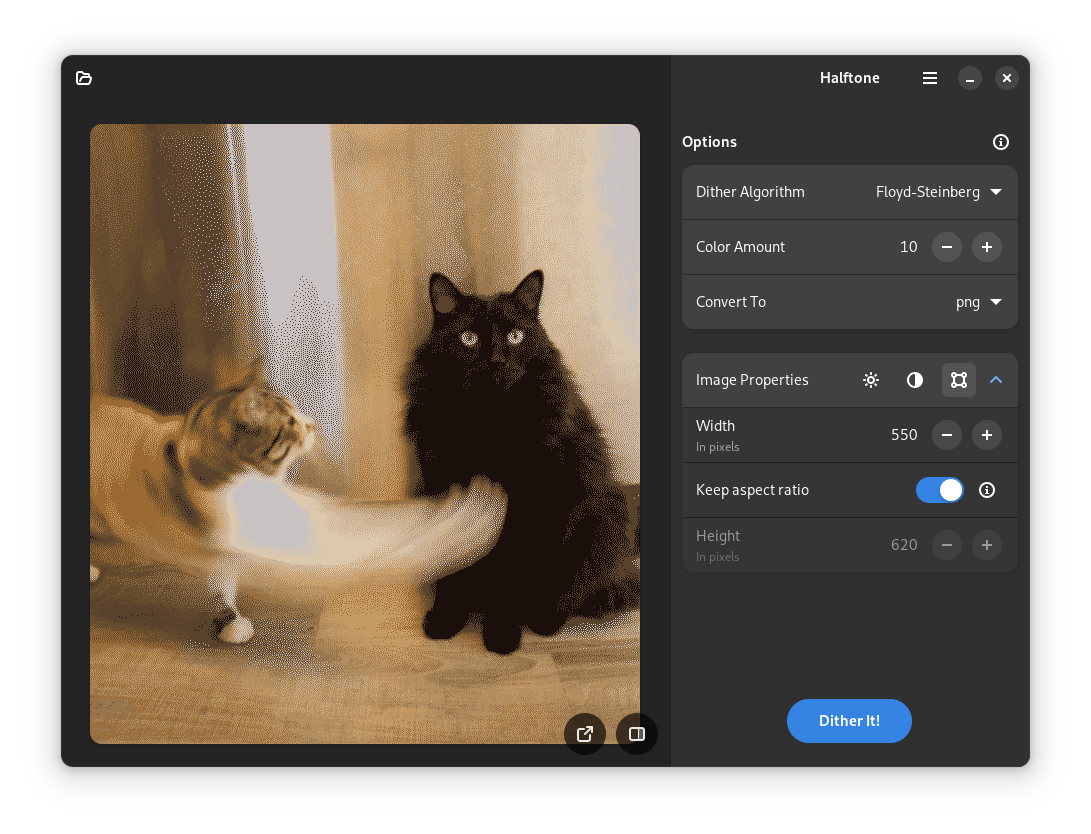 Halftone
Options
Dither Algorithm Floyd-Steinberg
Color Amount 10
Convert To png
Image Properties
Width
In pixels
550
Keep aspect ratio
Height
In pixels
620
Dither It!